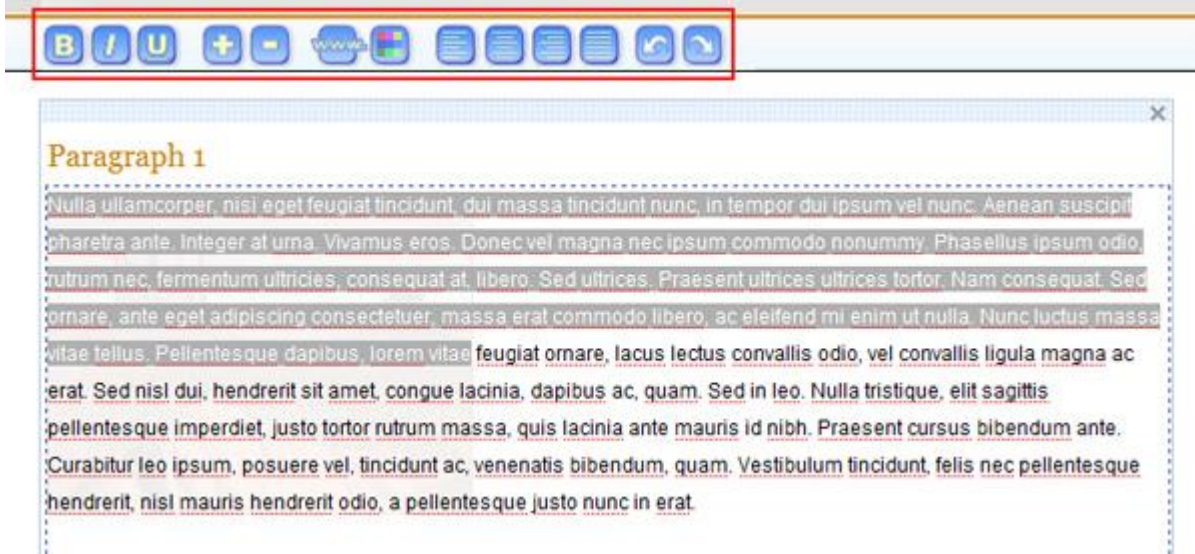 B I U + - www.
Paragraph 1
Nulla ullamcorper, nisi eget feugiat tincidunt, dui massa tincidunt nunc, in tempor dui ipsum vel nunc. Aenean suscipit
pharetra ante. Integer at urna. Vivamus eros. Donec vel magna nec ipsum commodo nonummy. Phasellus ipsum odio,
rutrum nec, fermentum ultricies, consequat at, libero. Sed ultrices. Praesent ultrices ultrices tortor. Nam consequat. Sed
ornare, ante eget adipiscing consectetuer, massa erat commodo libero, ac eleifend mi enim ut nulla. Nunc luctus massa
vitae tellus. Pellentesque dapibus, lorem vitae feugiat ornare, lacus lectus convallis odio, vel convallis ligula magna ac
erat. Sed nisl dui, hendrerit sit amet, congue lacinia, dapibus ac, quam. Sed in leo. Nulla tristique, elit sagittis
pellentesque imperdiet, justo tortor rutrum massa, quis lacinia ante mauris id nibh. Praesent cursus bibendum ante.
Curabitur leo ipsum, posuere vel, tincidunt ac, venenatis bibendum, quam. Vestibulum tincidunt, felis nec pellentesque
hendrerit, nisl mauris hendrerit odio, a pellentesque justo nunc in erat.